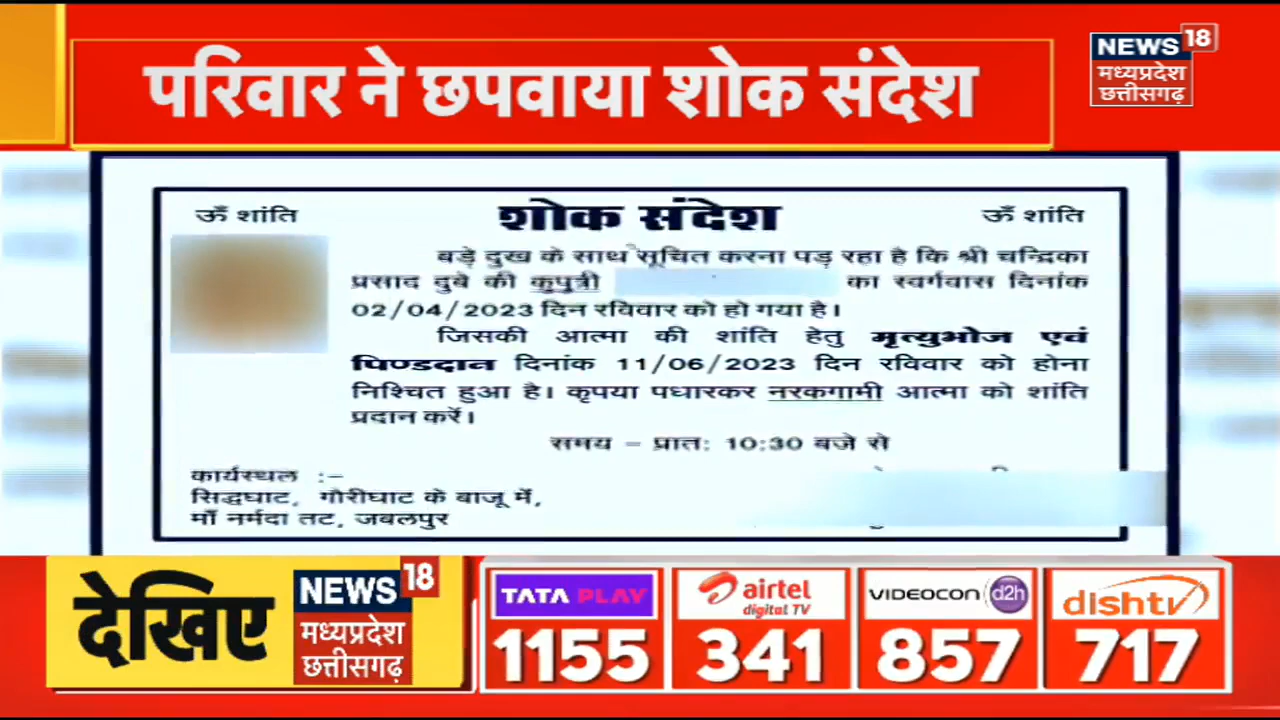 परिवार ने छपवाया शोक संदेश
NEWS 18
मध्यप्रदेश
छत्तीसगढ़
ऊँ शांति
शोक संदेश
ऊँ शांति
बड़े दुख के साथ सूचित करना पड़ रहा है कि श्री चन्द्रिका
प्रसाद दुबे की कुपुत्री का स्वर्गवास दिनांक
02/04/2023 दिन रविवार को हो गया है।
जिसकी आत्मा की शांति हेतु मृत्युभोज एवं
पिण्डदान दिनांक 11/06/2023 दिन रविवार को होना
निश्चित हुआ है। कृपया पधारकर नरकगामी आत्मा को शांति
प्रदान करें।
समय – प्रात: 10:30 बजे से
कार्यस्थल :–
सिद्धघाट, गौरीघाट के बाजू में,
माँ नर्मदा तट, जबलपुर
देखिए
NEWS 18
मध्यप्रदेश
छत्तीसगढ़
TATA PLAY
1155
airtel
digital TV
341
VIDEOCON d2h
857
dishtv
717